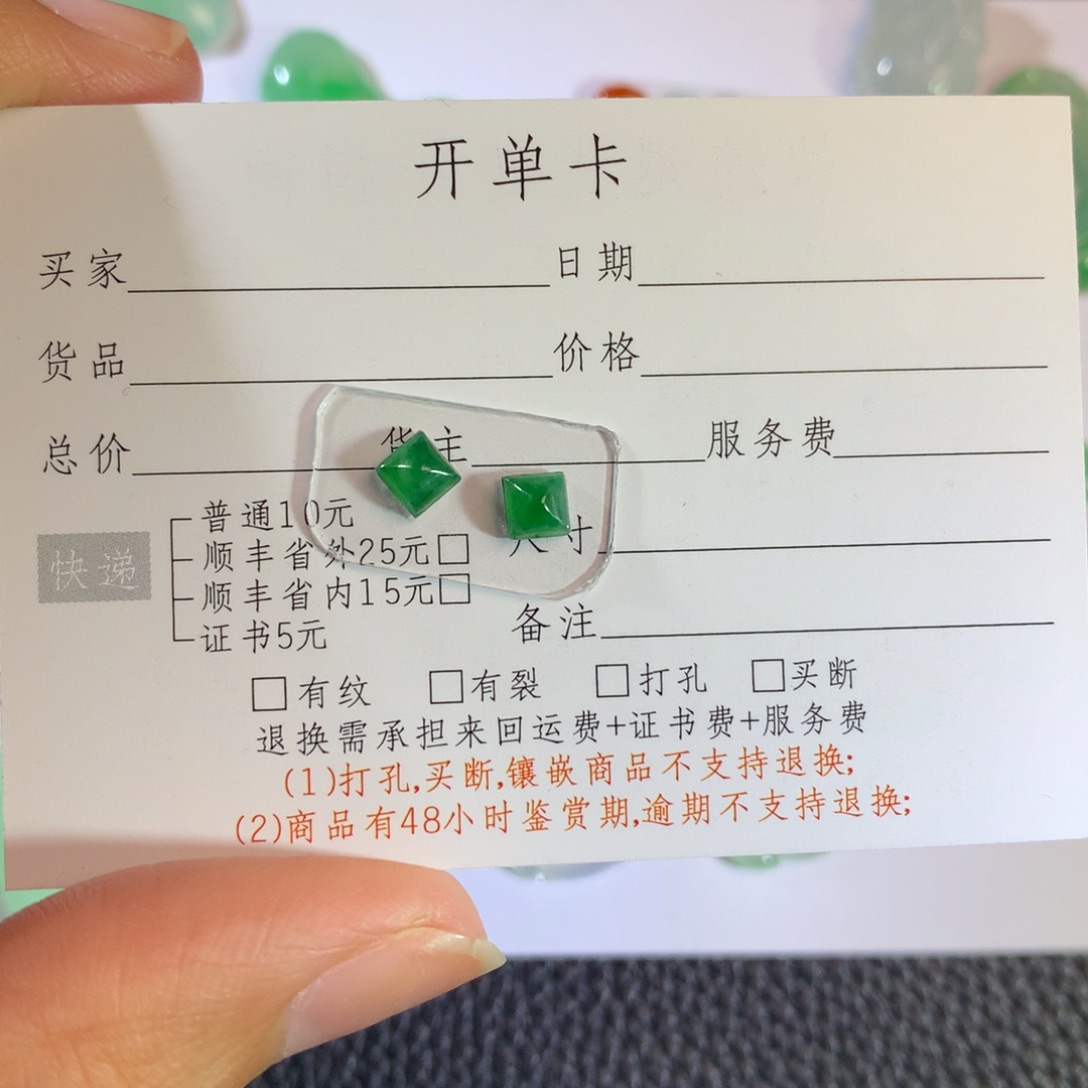 开单卡
买家 日期
货品 价格
总价 货主 服务费
快递
普通10元
顺丰省外25元□ 尺寸
顺丰省内15元□
证书5元 备注
□有纹 □有裂 □打孔 □买断
退换需承担来回运费+证书费+服务费
(1)打孔,买断,镶嵌商品不支持退换;
(2)商品有48小时鉴赏期,逾期不支持退换;